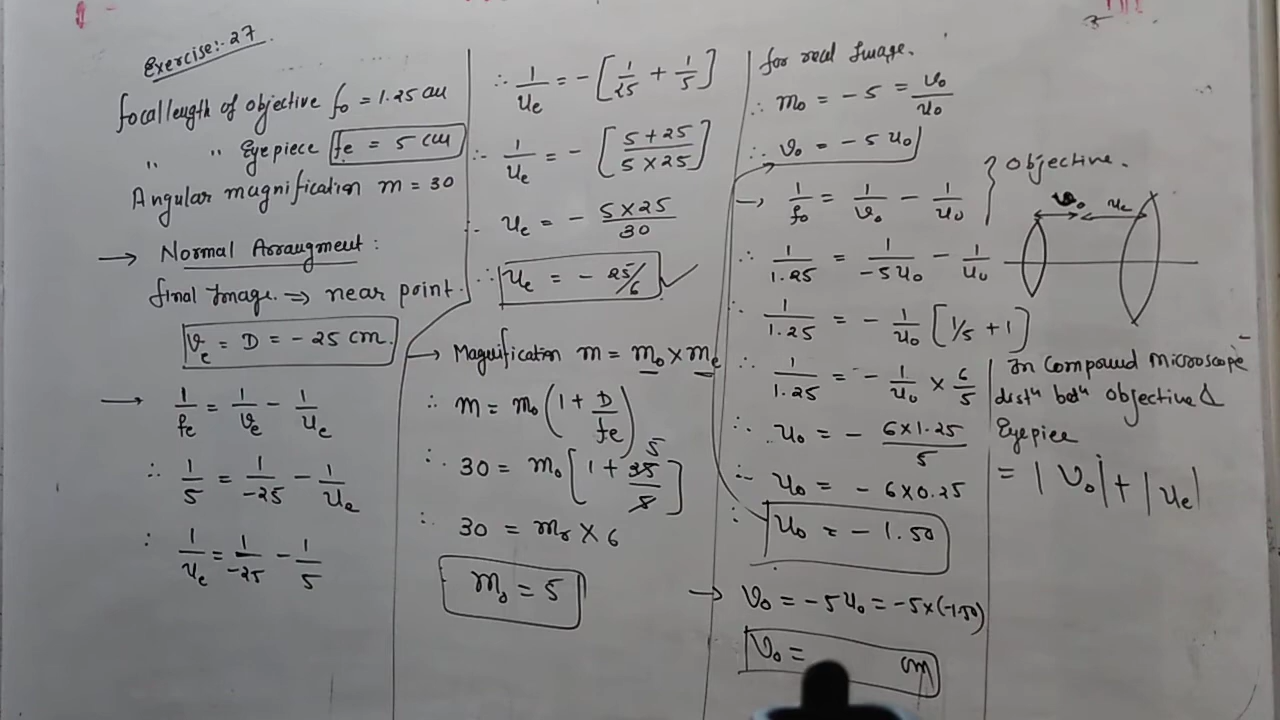 Exercise:- 27
focal length of objective fo = 1.25 cm
" " Eyepiece fe = 5 cm
Angular magnification m = 30
→ Normal Arrangment :
final Image ⇒ near point.
ve = D = - 25 cm.
→ 1/fe = 1/ve - 1/ue
∴ 1/5 = 1/-25 - 1/ue
∴ 1/ue = 1/-25 - 1/5
∴ 1/ue = - [1/25 + 1/5]
∴ 1/ue = - [5+25/5×25]
∴ ue = - 5×25/30
∴ ue = - 25/6 ✓
→ Magnification m = mo × me
∴ m = mo (1 + D/fe)
∴ 30 = mo [1 + 25/5] 5
∴ 30 = mo × 6
mo = 5
for real Image.
∴ mo = - 5 = vo/uo
∴ vo = - 5 uo
→ 1/fo = 1/vo - 1/uo } Objective.
∴ 1/1.25 = 1/-5uo - 1/uo
∴ 1/1.25 = - 1/uo [1/5 + 1]
∴ 1/1.25 = - 1/uo × 6/5
∴ uo = - 6×1.25/5
∴ uo = - 6×0.25
∴ uo = - 1.50
→ vo = -5uo = -5×(-1.50)
vo = cm
vo ue
In compound microscope
distn betn objective &
Eyepiece
= |vo| + |ue|